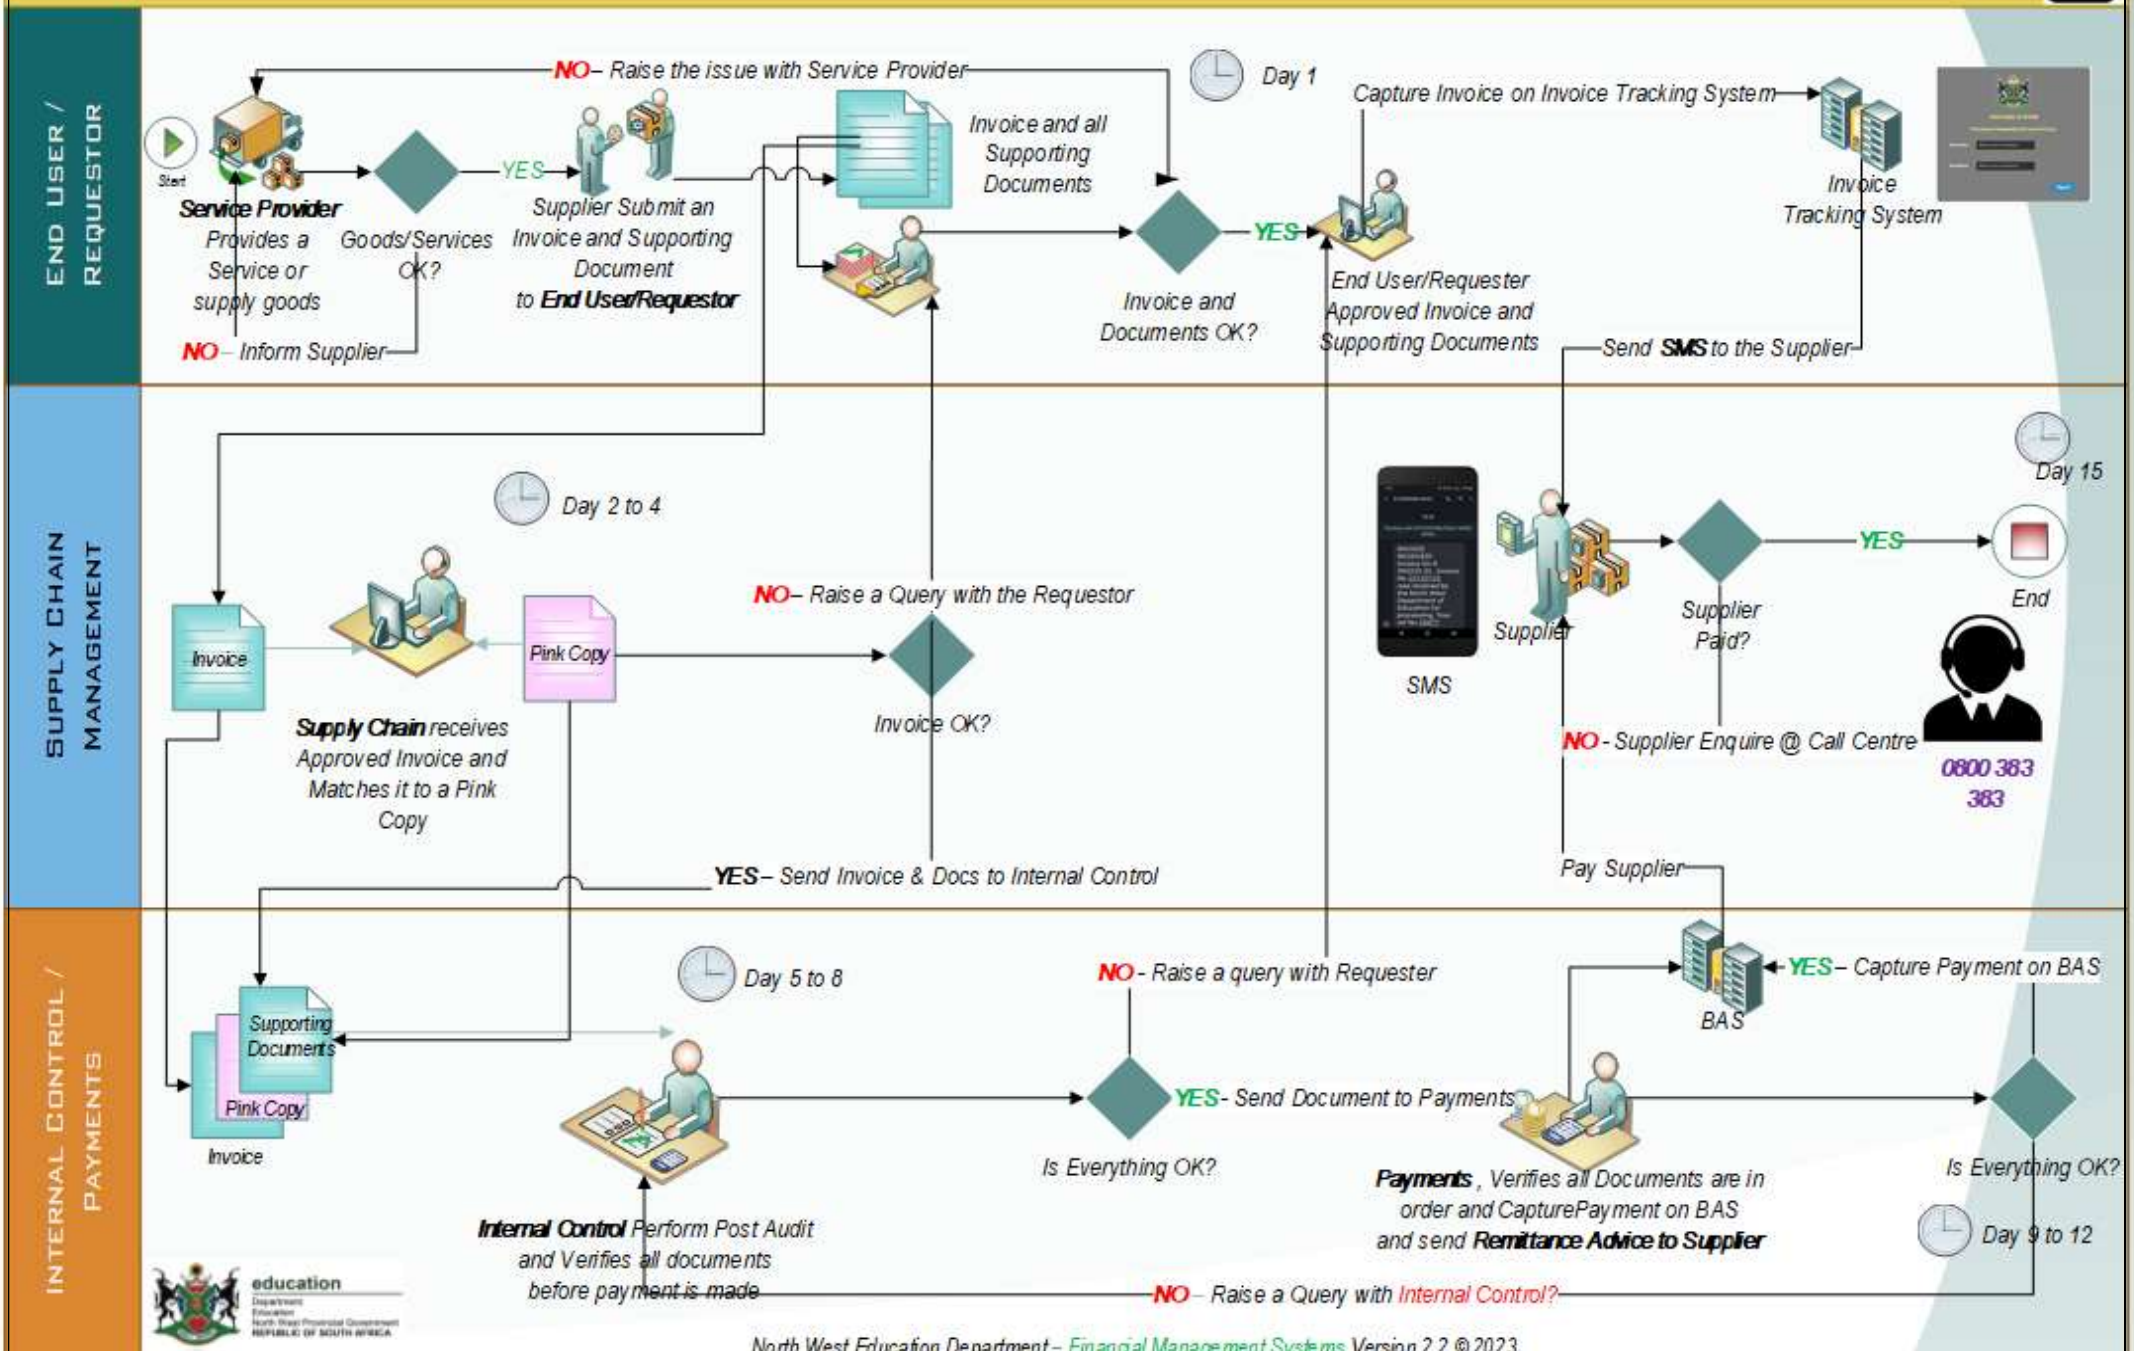 END USER /
REQUESTOR
NO – Raise the issue with Service Provider
Day 1
Capture Invoice on Invoice Tracking System
Start
Invoice and all
Supporting
Documents
YES
Service Provider
Provides a
Service or
supply goods
Goods/Services
OK?
Supplier Submit an
Invoice and Supporting
Document
to End User/Requestor
Invoice
Tracking System
YES
Invoice and
Documents OK?
End User/Requester
Approved Invoice and
Supporting Documents
NO – Inform Supplier
Send SMS to the Supplier
SUPPLY CHAIN
MANAGEMENT
Day 2 to 4
Day 15
NO – Raise a Query with the Requestor
YES
End
Invoice
Pink Copy
Supplier
Supplier
Paid?
SMS
Invoice OK?
Supply Chain receives
Approved Invoice and
Matches it to a Pink
Copy
NO - Supplier Enquire @ Call Centre
0800 383
383
YES – Send Invoice & Docs to Internal Control
Pay Supplier
INTERNAL CONTROL /
PAYMENTS
Day 5 to 8
NO - Raise a query with Requester
YES – Capture Payment on BAS
BAS
Supporting
Documents
Pink Copy
Invoice
YES - Send Document to Payments
Is Everything OK?
Is Everything OK?
Payments , Verifies all Documents are in
order and CapturePayment on BAS
and send Remittance Advice to Supplier
Day 9 to 12
Internal Control Perform Post Audit
and Verifies all documents
before payment is made
NO – Raise a Query with Internal Control?
education
Department
Education
North West Provincial Government
REPUBLIC OF SOUTH AFRICA
North West Education Department – Financial Management Systems Version 2.2 © 2023